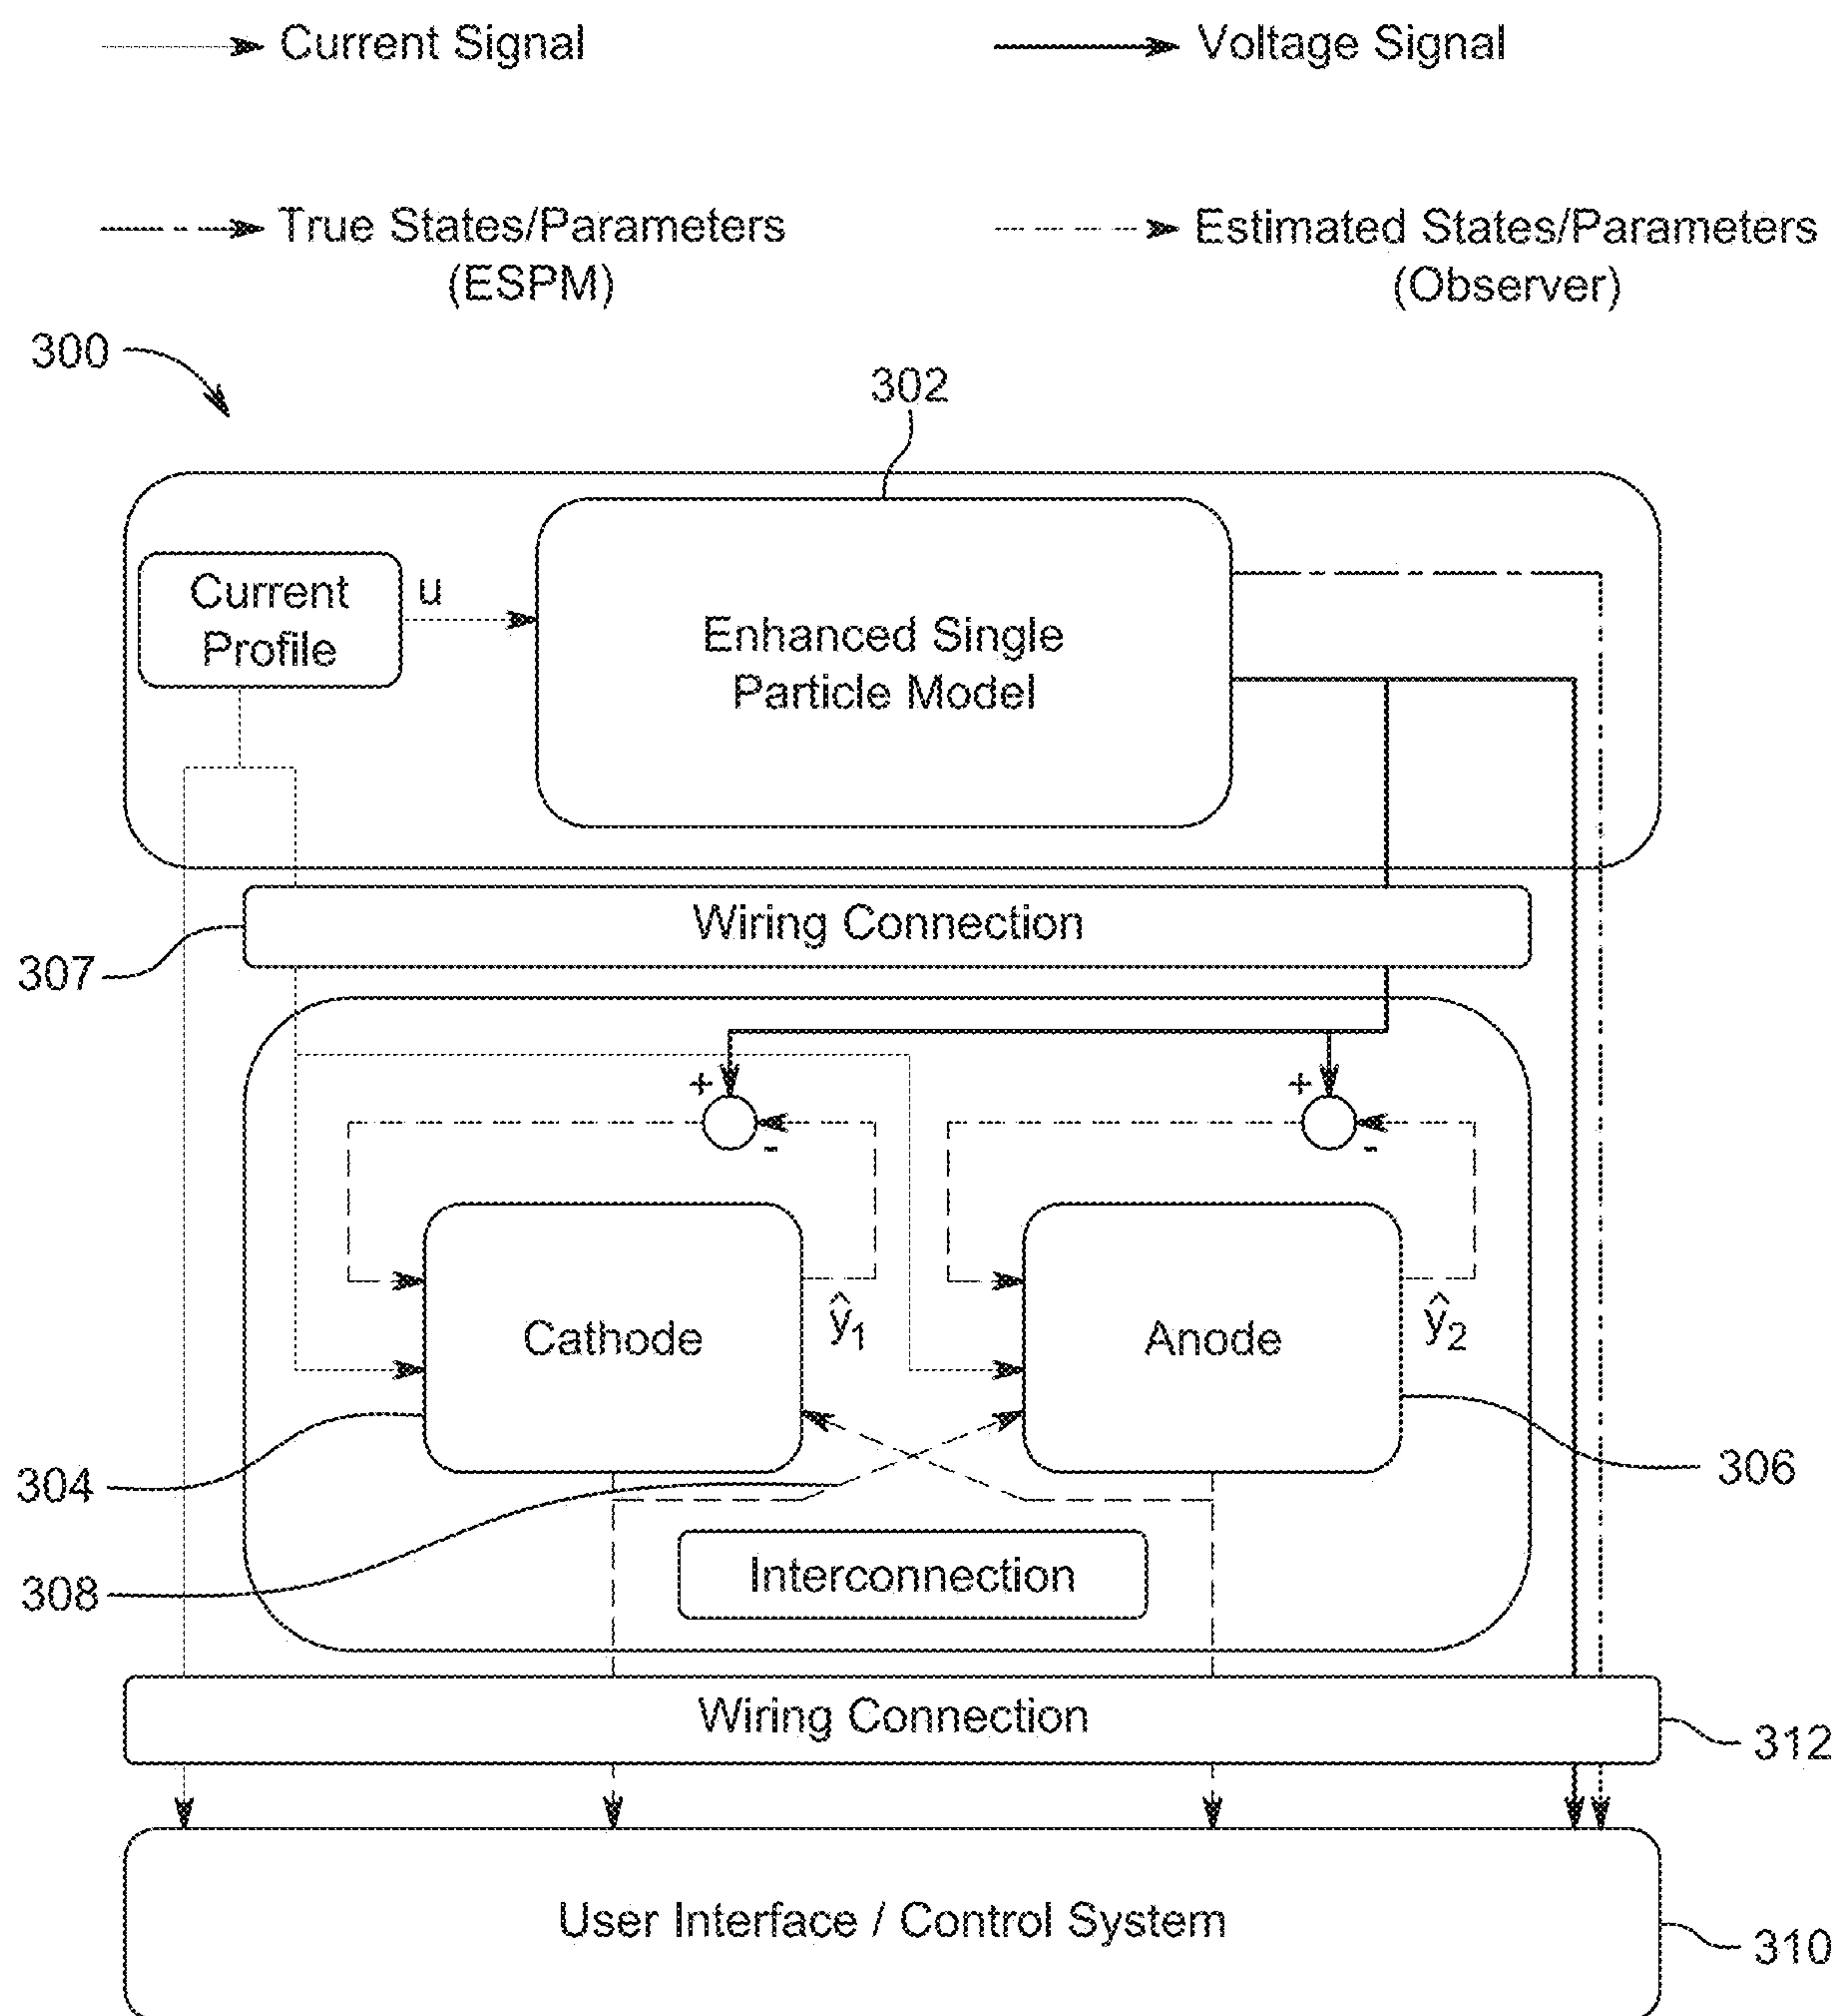 Current Signal
Voltage Signal
True States/Parameters
(ESPM)
Estimated States/Parameters
(Observer)
300
302
Current
Profile
u
Enhanced Single
Particle Model
Wiring Connection
307
+
-
+
-
Cathode
ŷ1
Anode
ŷ2
304
306
308
Interconnection
Wiring Connection
312
User Interface / Control System
310